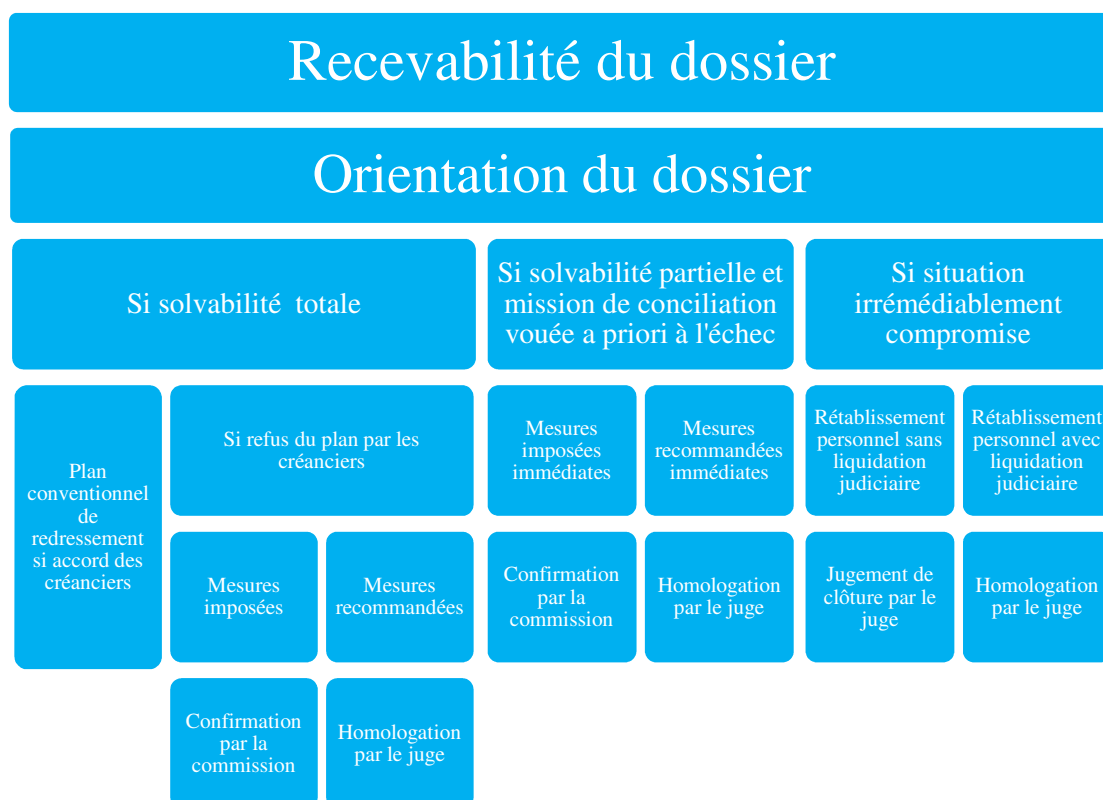 Recevabilité du dossier
Orientation du dossier
Si solvabilité totale
Si solvabilité partielle et
mission de conciliation
vouée a priori à l'échec
Si situation
irrémédiablement
compromise
Plan
conventionnel
de
redressement
si accord des
créanciers
Si refus du plan par les
créanciers
Mesures
imposées
immédiates
Mesures
recommandées
immédiates
Rétablissement
personnel sans
liquidation
judiciaire
Rétablissement
personnel avec
liquidation
judiciaire
Mesures
imposées
Mesures
recommandées
Confirmation
par la
commission
Homologation
par le juge
Jugement de
clôture par le
juge
Homologation
par le juge
Confirmation
par la
commission
Homologation
par le juge